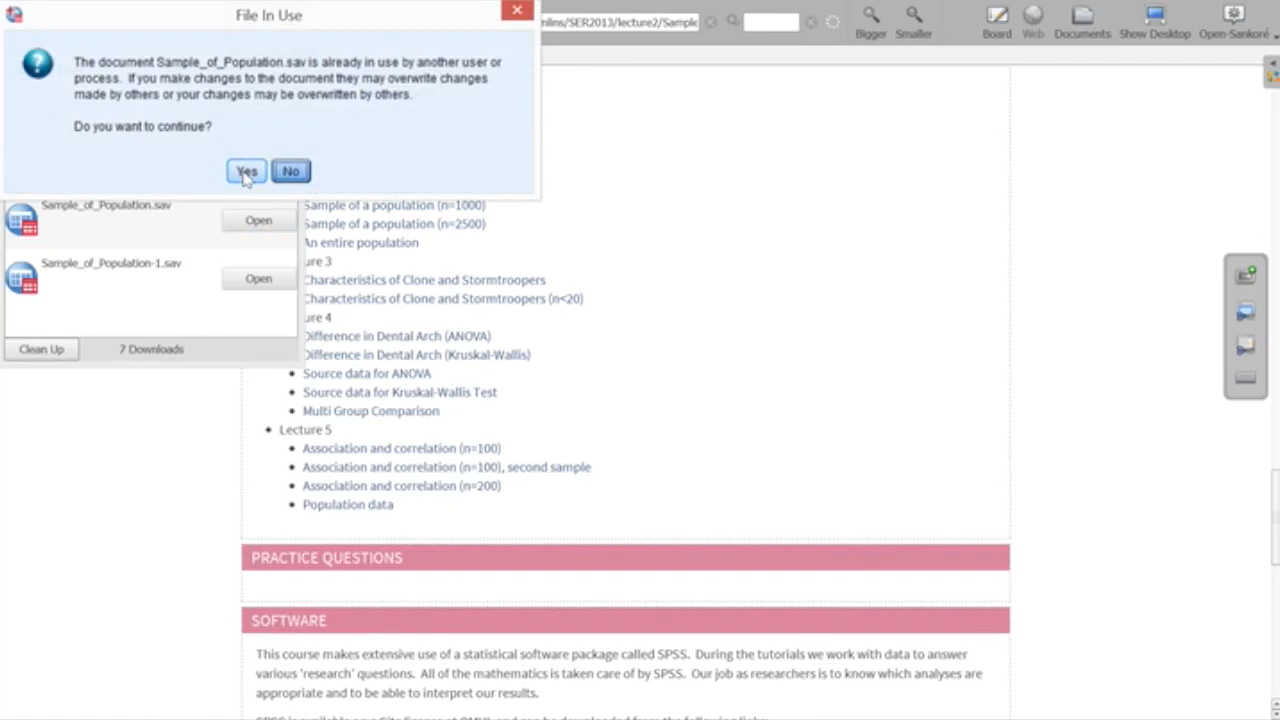 File In Use
nlins/SER2013/lecture2/Sample
Bigger
Smaller
Board
Web
Documents
Show Desktop
Open-Sankoré
The document Sample_of_Population.sav is already in use by another user or
process. If you make changes to the document they may overwrite changes
made by others or your changes may be overwritten by others.
Do you want to continue?
Yes
No
Sample_of_Population.sav
Open
Sample_of_Population-1.sav
Open
Clean Up
7 Downloads
Sample of a population (n=1000)
Sample of a population (n=2500)
An entire population
ure 3
Characteristics of Clone and Stormtroopers
Characteristics of Clone and Stormtroopers (n<20)
ure 4
Difference in Dental Arch (ANOVA)
Difference in Dental Arch (Kruskal-Wallis)
Source data for ANOVA
Source data for Kruskal-Wallis Test
Multi Group Comparison
Lecture 5
Association and correlation (n=100)
Association and correlation (n=100), second sample
Association and correlation (n=200)
Population data
PRACTICE QUESTIONS
SOFTWARE
This course makes extensive use of a statistical software package called SPSS. During the tutorials we work with data to answer
various 'research' questions. All of the mathematics is taken care of by SPSS. Our job as researchers is to know which analyses are
appropriate and to be able to interpret our results.